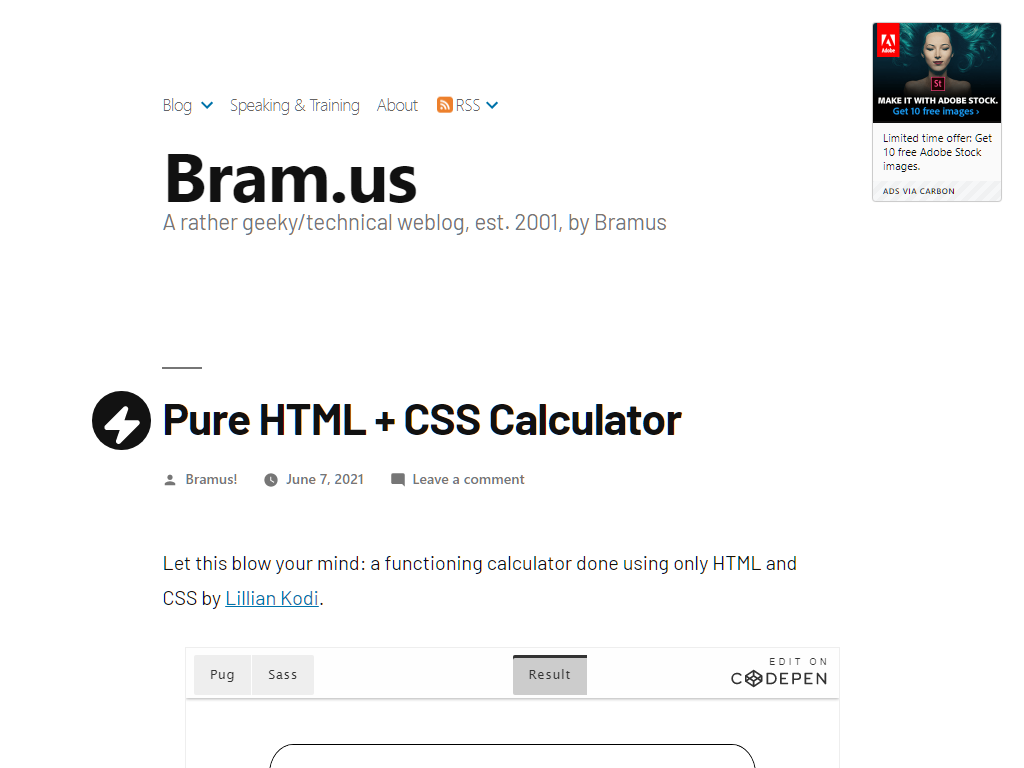 Blog
Speaking & Training
About
RSS
Bram.us
A rather geeky/technical weblog, est. 2001, by Bramus
Adobe
St
MAKE IT WITH ADOBE STOCK.
Get 10 free images ›
Limited time offer: Get
10 free Adobe Stock
images.
ADS VIA CARBON
Pure HTML + CSS Calculator
Bramus!
June 7, 2021
Leave a comment
Let this blow your mind: a functioning calculator done using only HTML and
CSS by Lillian Kodi.
Pug
Sass
Result
EDIT ON
CODEPEN